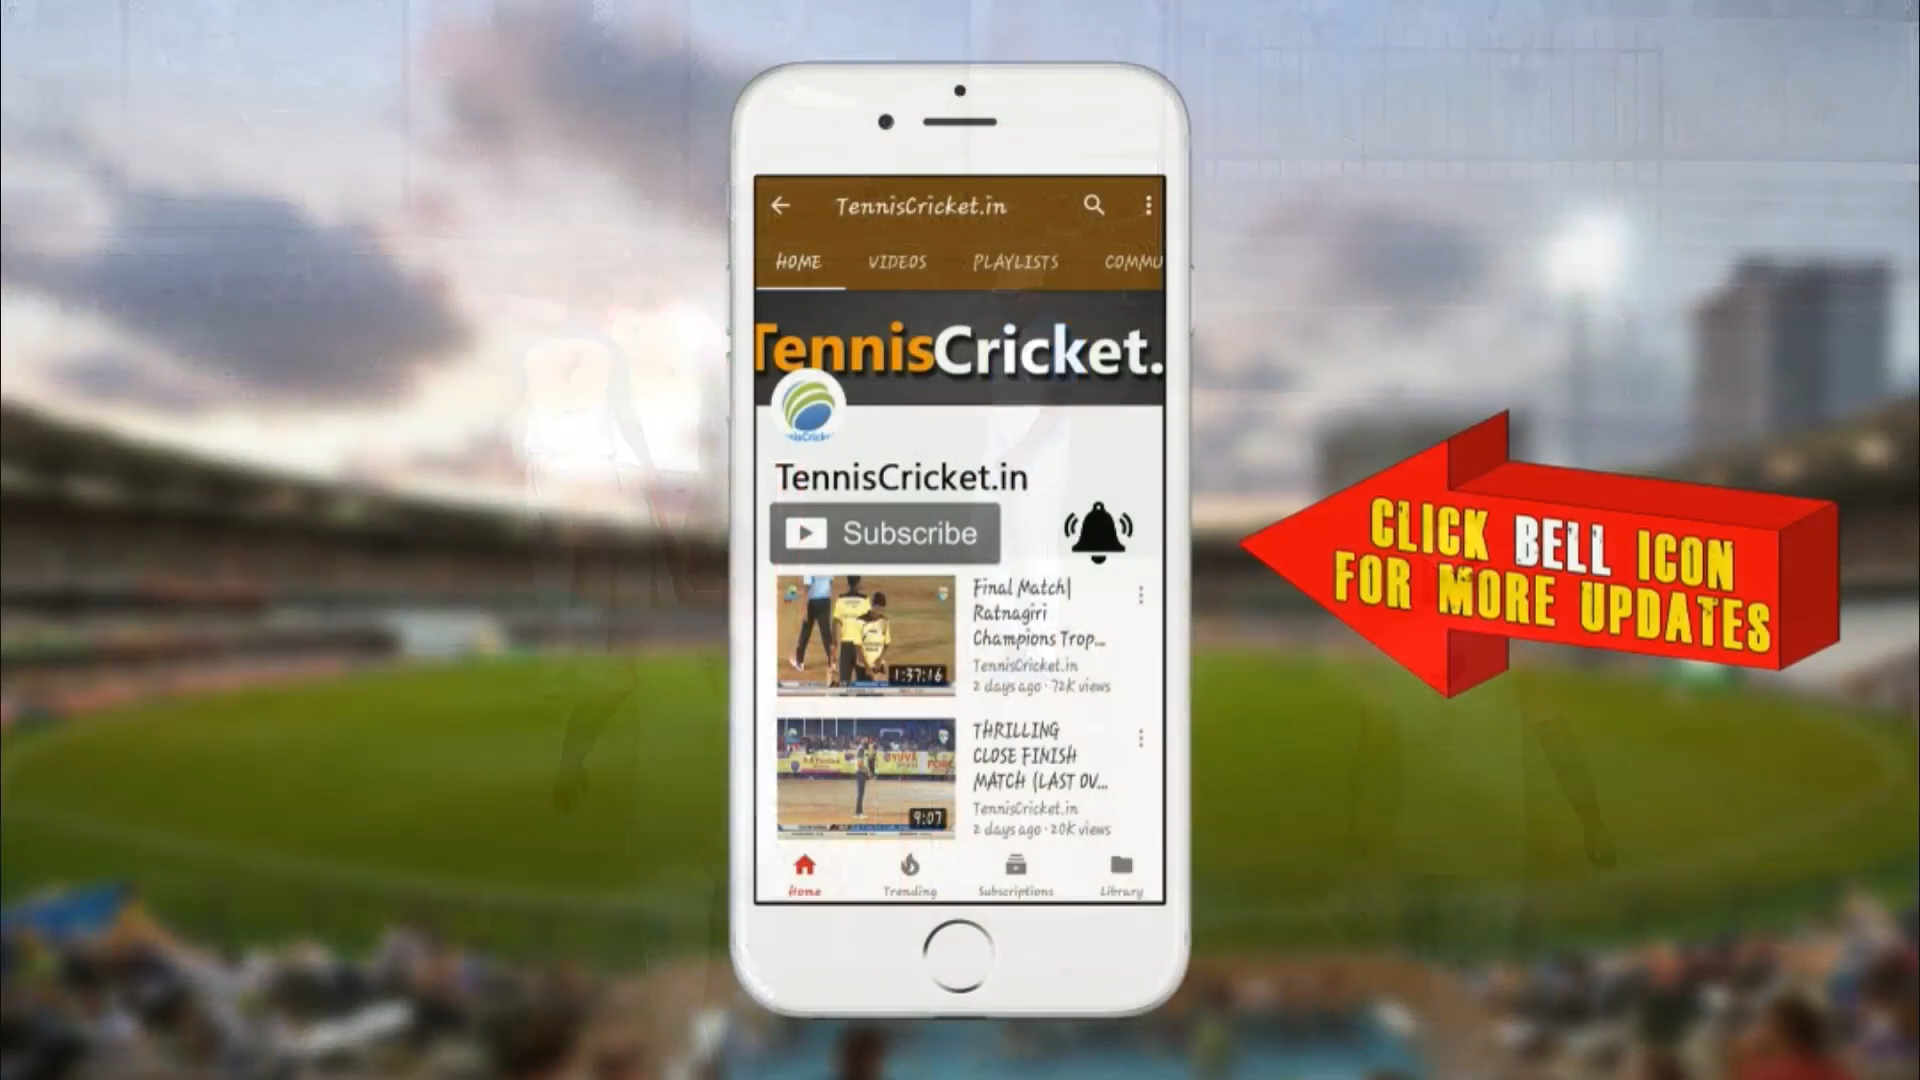 TennisCricket.in
HOME VIDEOS PLAYLISTS COMMU
TennisCricket.
TennisCricket.in
Subscribe
Final Match|
Ratnagiri
Champions Trop...
TennisCricket.in
2 days ago · 72K views
1:37:16
THRILLING
CLOSE FINISH
MATCH (LAST OV...
TennisCricket.in
2 days ago · 20K views
9:07
Home Trending Subscriptions Library
CLICK BELL ICON
FOR MORE UPDATES